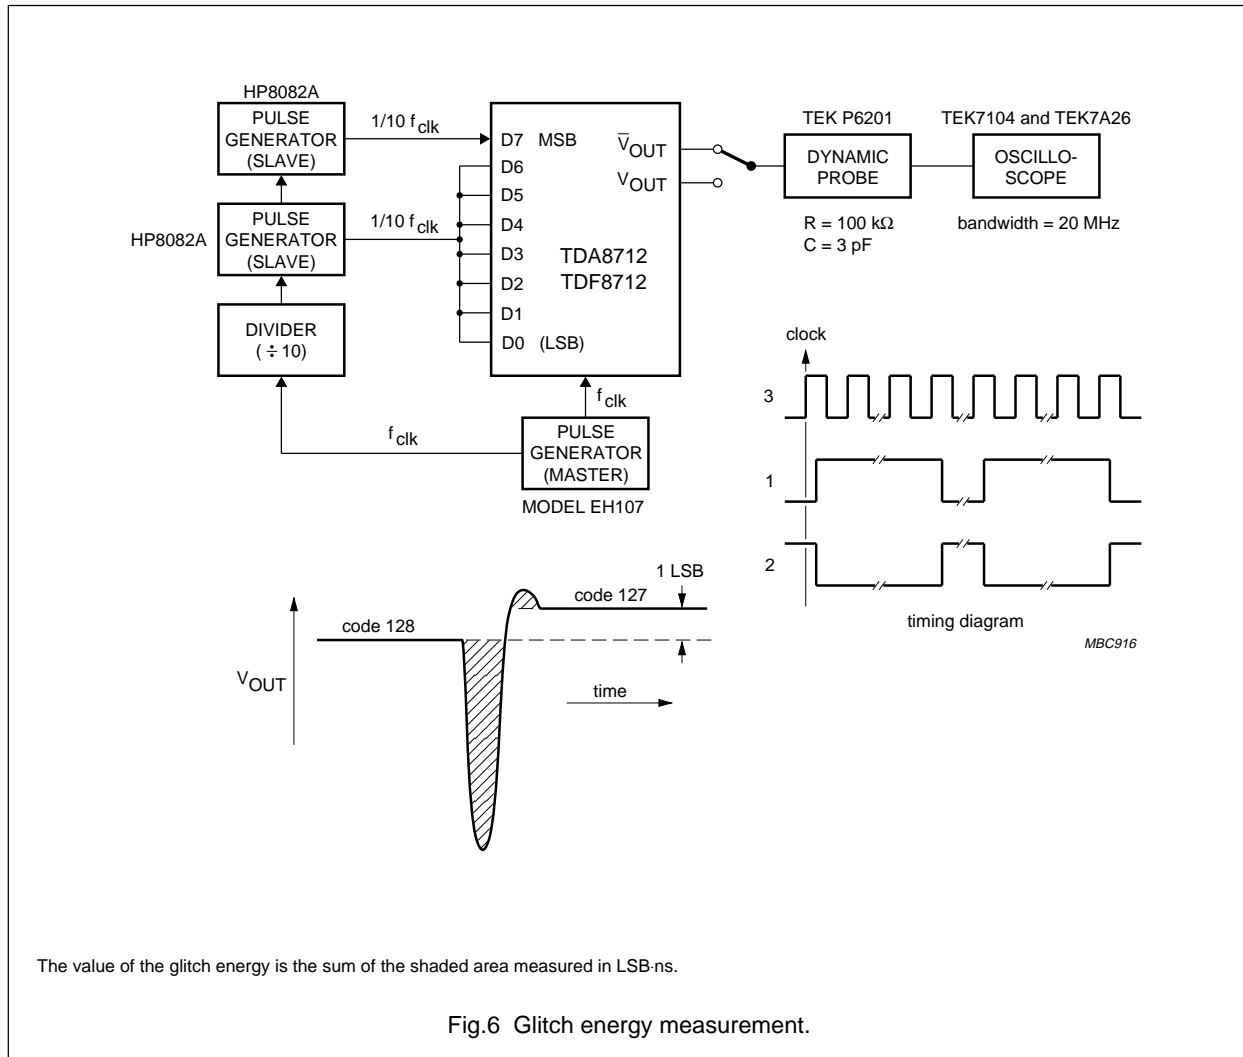 HP8082A
PULSE
GENERATOR
(SLAVE)
1/10 fclk
HP8082A
PULSE
GENERATOR
(SLAVE)
1/10 fclk
DIVIDER
( ÷ 10)
fclk
D7 MSB
D6
D5
D4
D3
D2
D1
D0 (LSB)
V̅OUT
VOUT
TDA8712
TDF8712
fclk
PULSE
GENERATOR
(MASTER)
MODEL EH107
TEK P6201
DYNAMIC
PROBE
R = 100 kΩ
C = 3 pF
TEK7104 and TEK7A26
OSCILLO-
SCOPE
bandwidth = 20 MHz
clock
3
1
2
timing diagram
MBC916
1 LSB
code 127
code 128
VOUT
time
The value of the glitch energy is the sum of the shaded area measured in LSB·ns.
Fig.6 Glitch energy measurement.